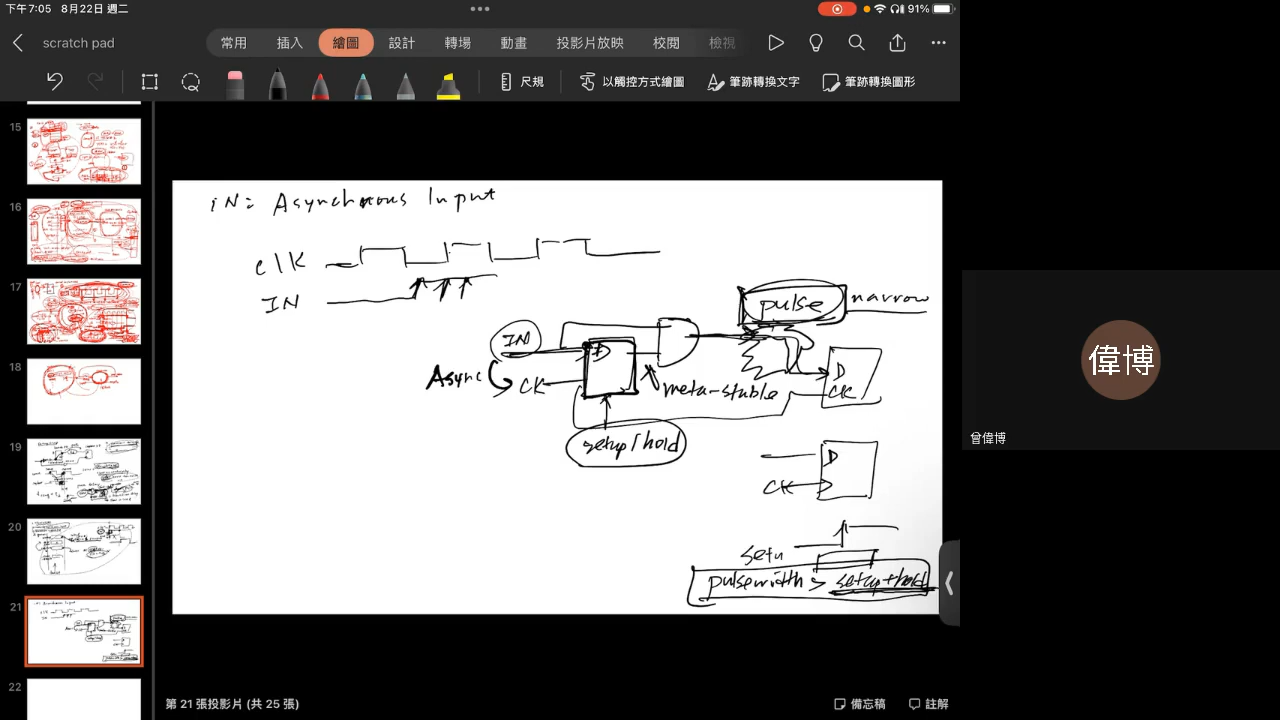 下午7:05 8月22日 週二
91%
scratch pad
常用 插入 繪圖 設計 轉場 動畫 投影片放映 校閱 檢視
尺規 以觸控方式繪圖 筆跡轉換文字 筆跡轉換圖形
15
16
17
18
19
20
21
22
IN: Asynchronous Input
CLK
IN
pulse narrow
IN
D
Async CK
meta-stable
D
CK
setup/hold
D
CK
setu
pulsewidth > setup+hold
偉博
曾偉博
第 21 張投影片 (共 25 張)
備忘稿 註解